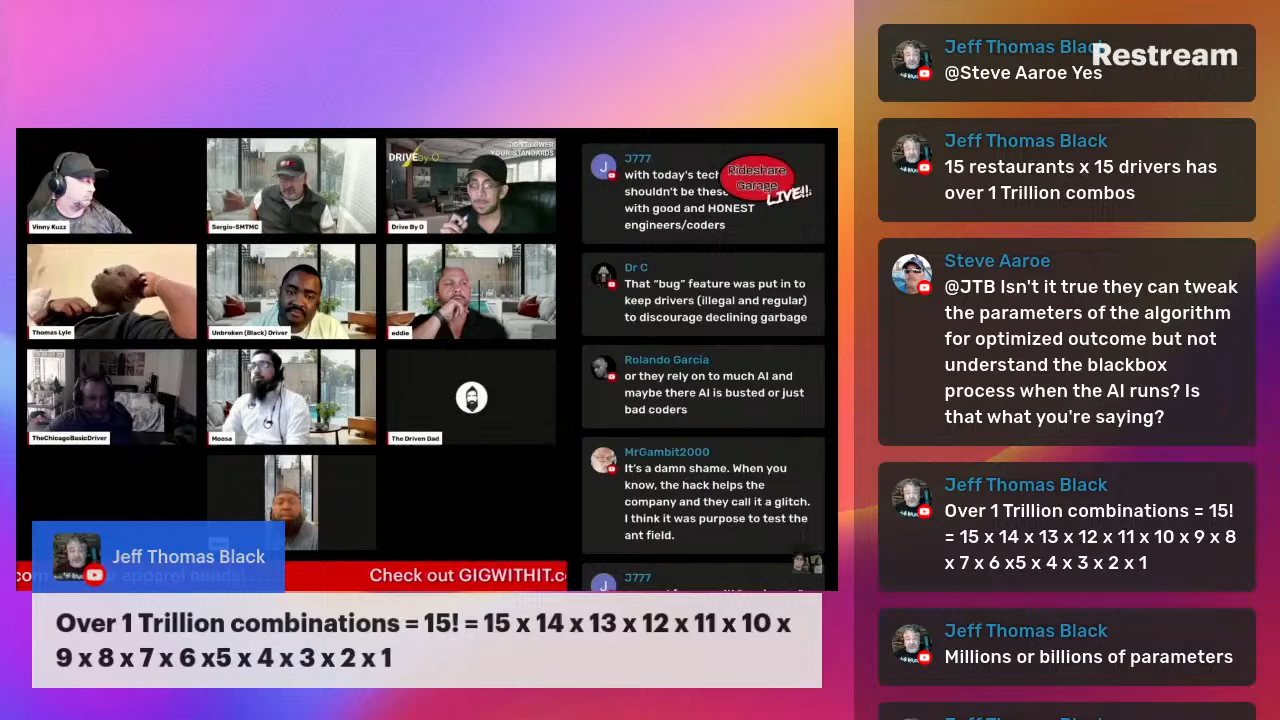 Restream
Jeff Thomas Black
@Steve Aaroe Yes
Jeff Thomas Black
15 restaurants x 15 drivers has
over 1 Trillion combos
Steve Aaroe
@JTB Isn't it true they can tweak
the parameters of the algorithm
for optimized outcome but not
understand the blackbox
process when the AI runs? Is
that what you're saying?
Jeff Thomas Black
Over 1 Trillion combinations = 15!
= 15 x 14 x 13 x 12 x 11 x 10 x 9 x 8
x 7 x 6 x5 x 4 x 3 x 2 x 1
Jeff Thomas Black
Millions or billions of parameters
Vinny Kuzz
Sergio-SMTMC
DRIVE by O
DON'T LOWER
YOUR STANDARDS
Drive By O
Thomas Lyle
Unbroken (Black) Driver
eddie
TheChicagoBasicDriver
Moosa
The Driven Dad
J777
with today's tech
shouldn't be these
with good and HONEST
engineers/coders
Rideshare
Garage
LIVE!!
Dr C
That "bug" feature was put in to
keep drivers (illegal and regular)
to discourage declining garbage
Rolando Garcia
or they rely on to much AI and
maybe there AI is busted or just
bad coders
MrGambit2000
It's a damn shame. When you
know, the hack helps the
company and they call it a glitch.
I think it was purpose to test the
ant field.
J777
apparel needs!
Check out GIGWITHIT.c
Jeff Thomas Black
Over 1 Trillion combinations = 15! = 15 x 14 x 13 x 12 x 11 x 10 x
9 x 8 x 7 x 6 x5 x 4 x 3 x 2 x 1